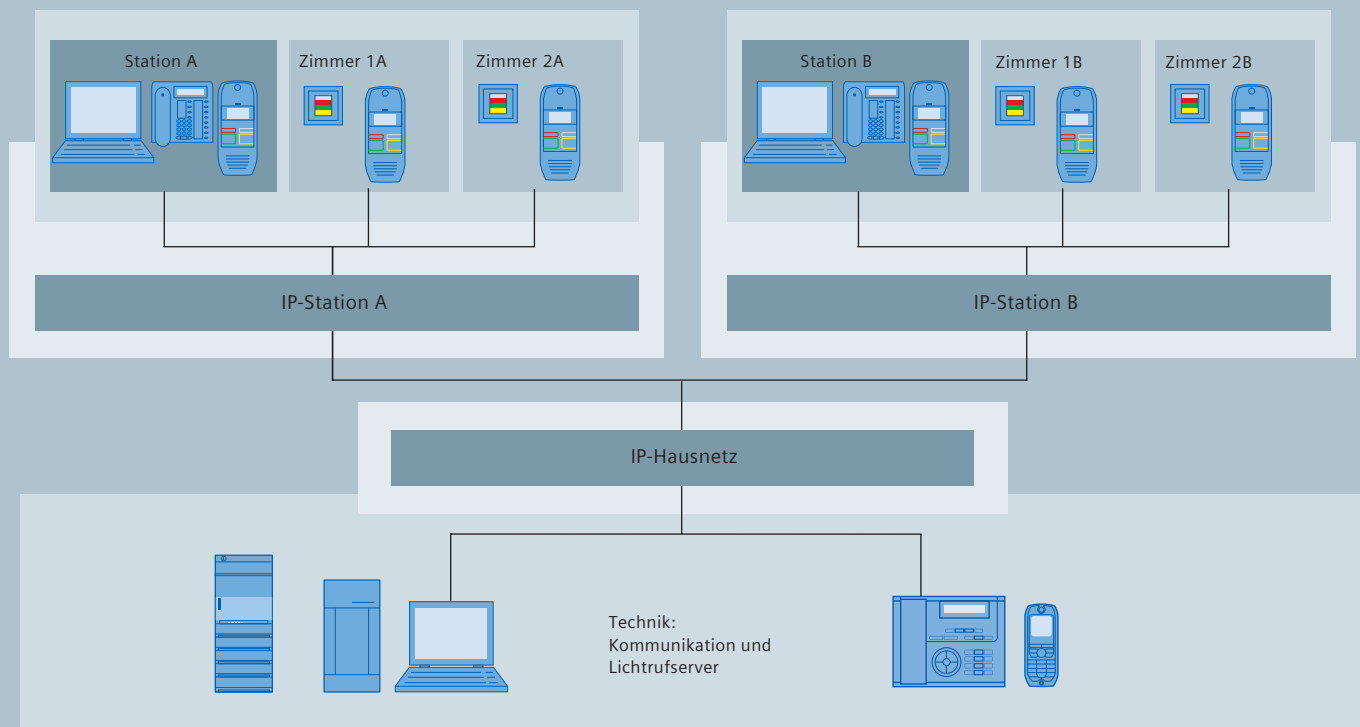 Station A
Zimmer 1A
Zimmer 2A
Station B
Zimmer 1B
Zimmer 2B
IP-Station A
IP-Station B
IP-Hausnetz
Technik:
Kommunikation und
Lichtrufserver